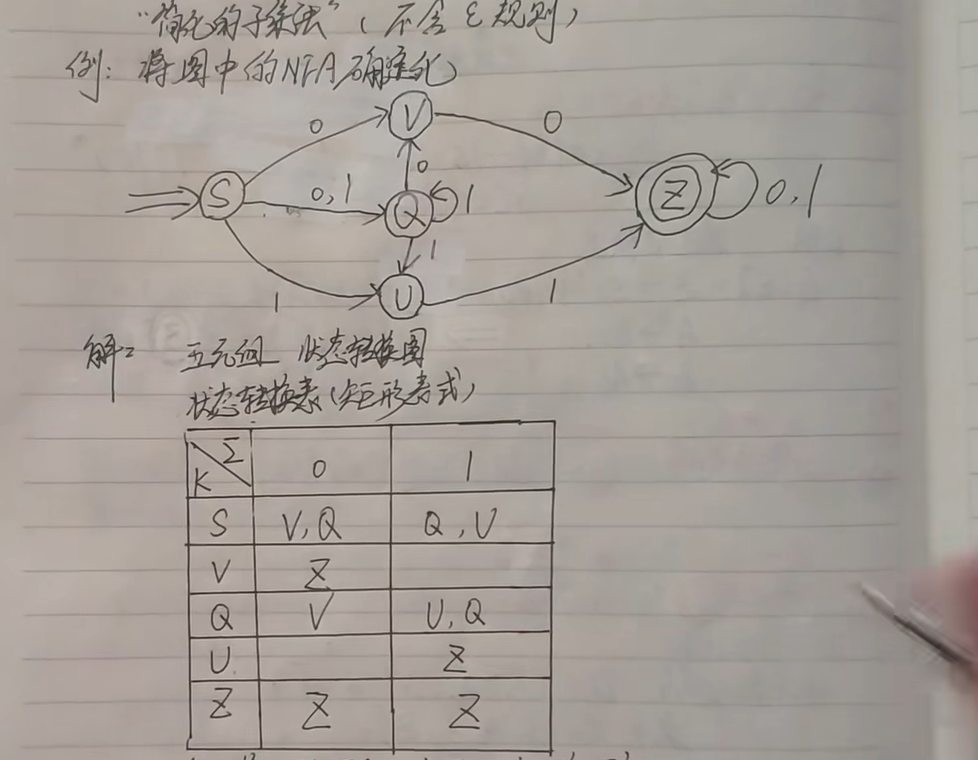 “简化的子集法”（不含ε规则）
例：将图中的NFA确定化
V
0
0
S
0,1
0
Q
1
Z
0,1
1
1
U
1
解： 五元组 状态转换图
状态转换表（矩形表式）
K Σ 0 1
S V,Q Q,U
V Z
Q V U,Q
U Z
Z Z Z